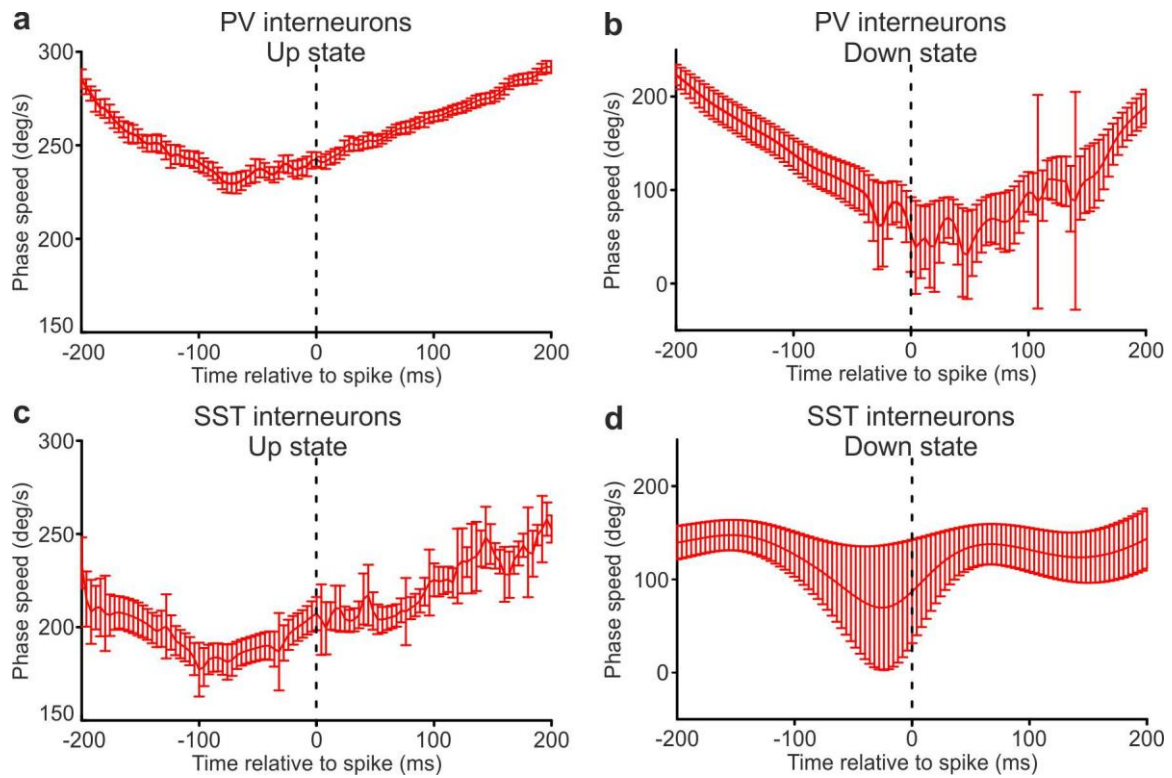 a
PV interneurons
Up state
Phase speed (deg/s)
300
250
200
150
-200
-100
0
100
200
Time relative to spike (ms)
b
PV interneurons
Down state
Phase speed (deg/s)
200
100
0
-200
-100
0
100
200
Time relative to spike (ms)
c
SST interneurons
Up state
Phase speed (deg/s)
300
250
200
150
-200
-100
0
100
200
Time relative to spike (ms)
d
SST interneurons
Down state
Phase speed (deg/s)
200
100
0
-200
-100
0
100
200
Time relative to spike (ms)